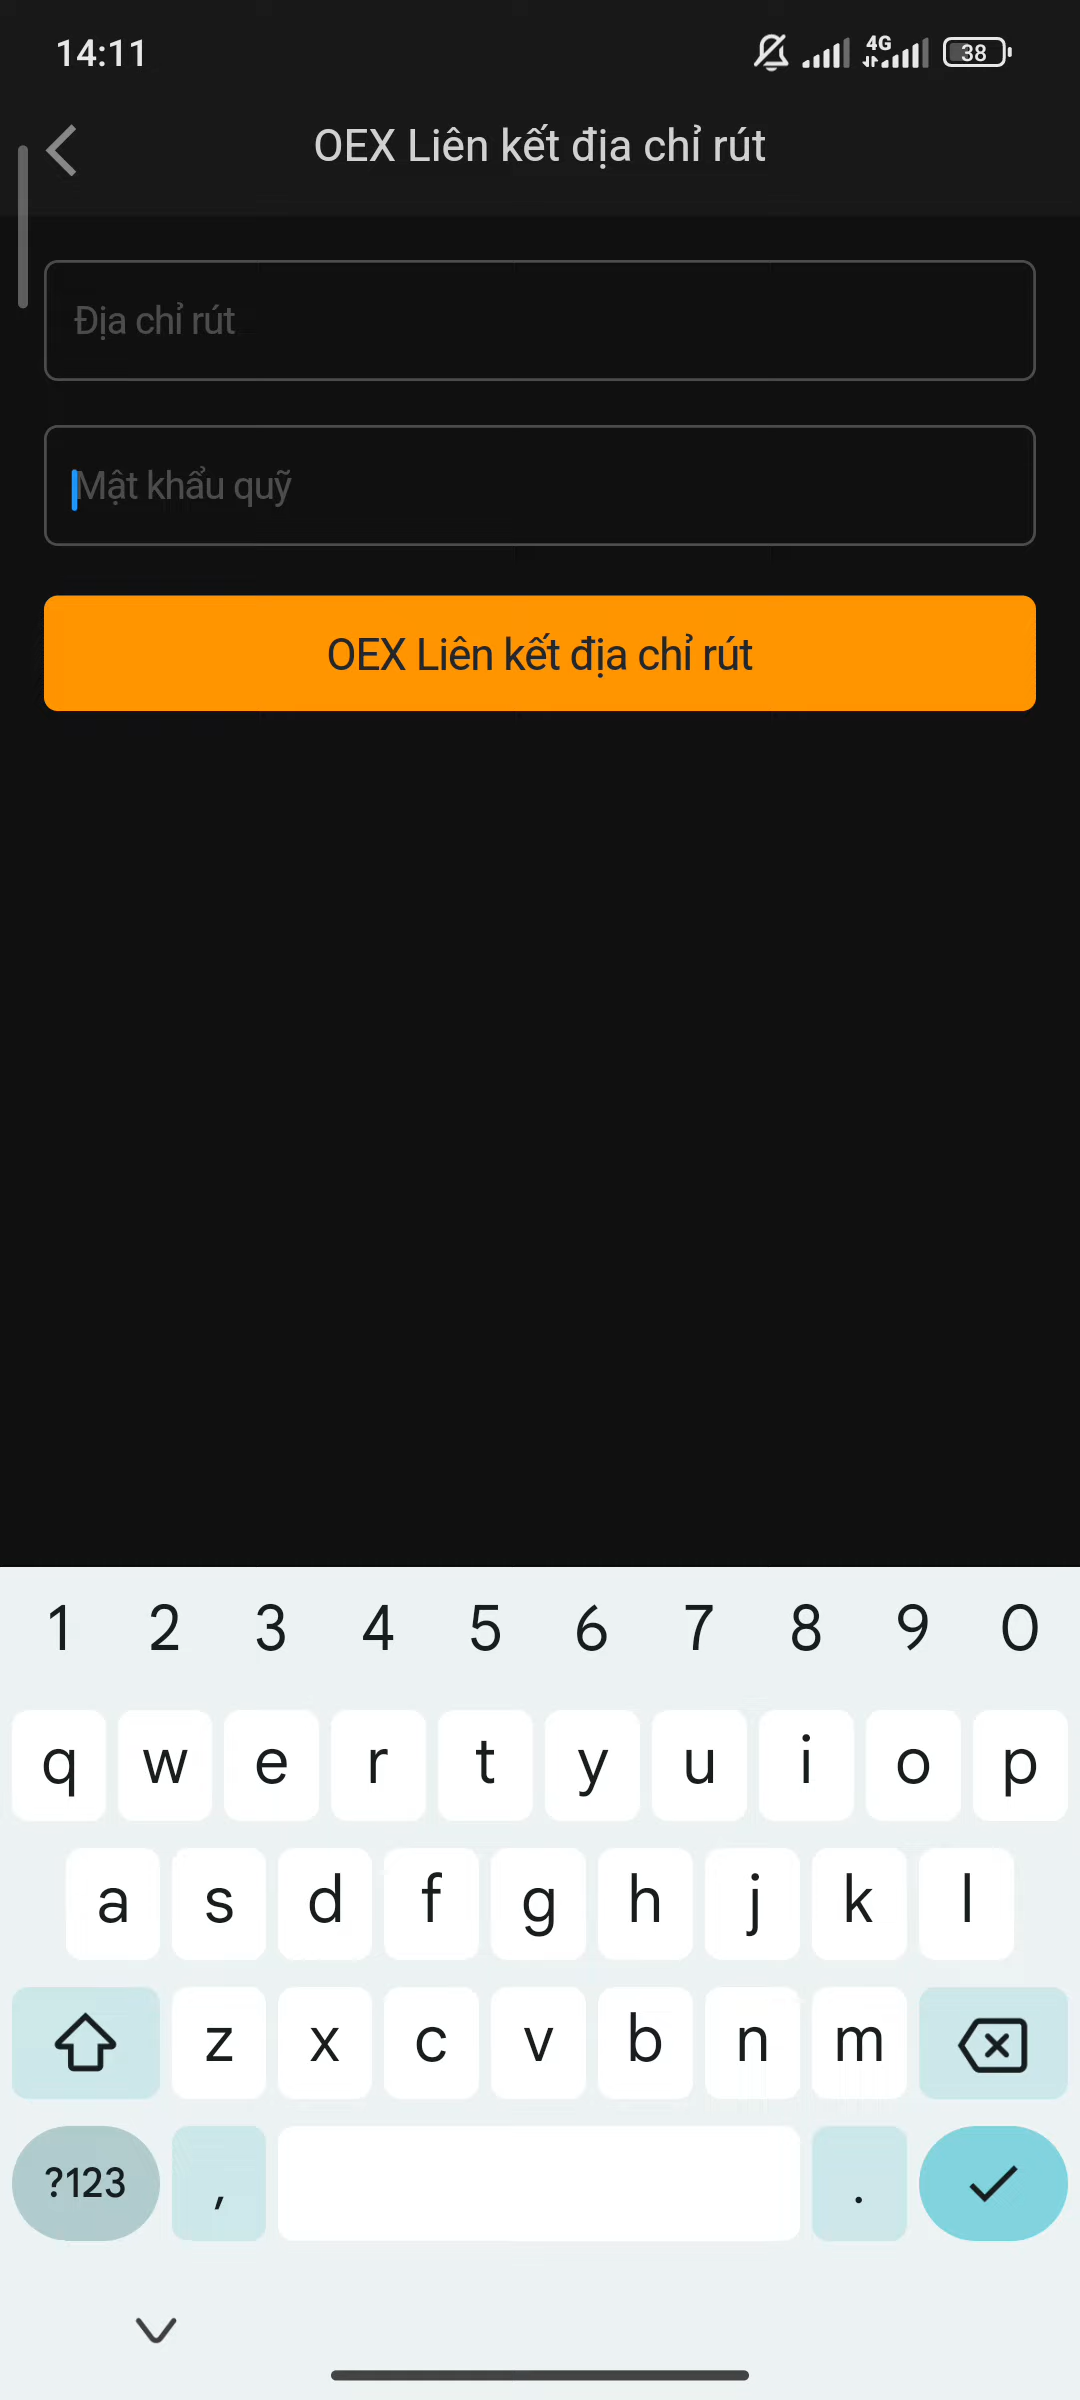 14:11
4G
38
OEX Liên kết địa chỉ rút
Địa chỉ rút
Mật khẩu quỹ
OEX Liên kết địa chỉ rút
1 2 3 4 5 6 7 8 9 0
q w e r t y u i o p
a s d f g h j k l
z x c v b n m
?123 , .